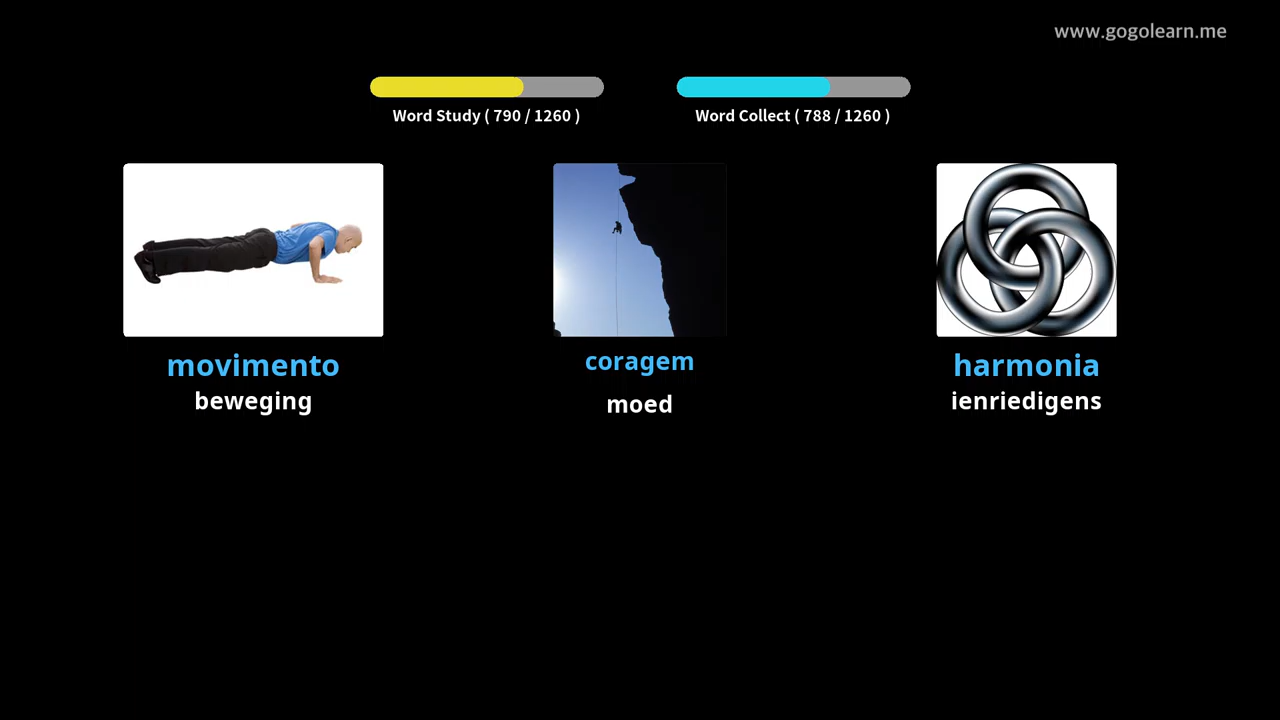 www.gogolearn.me
Word Study ( 790 / 1260 )
Word Collect ( 788 / 1260 )
movimento
beweging
coragem
moed
harmonia
ienriedigens